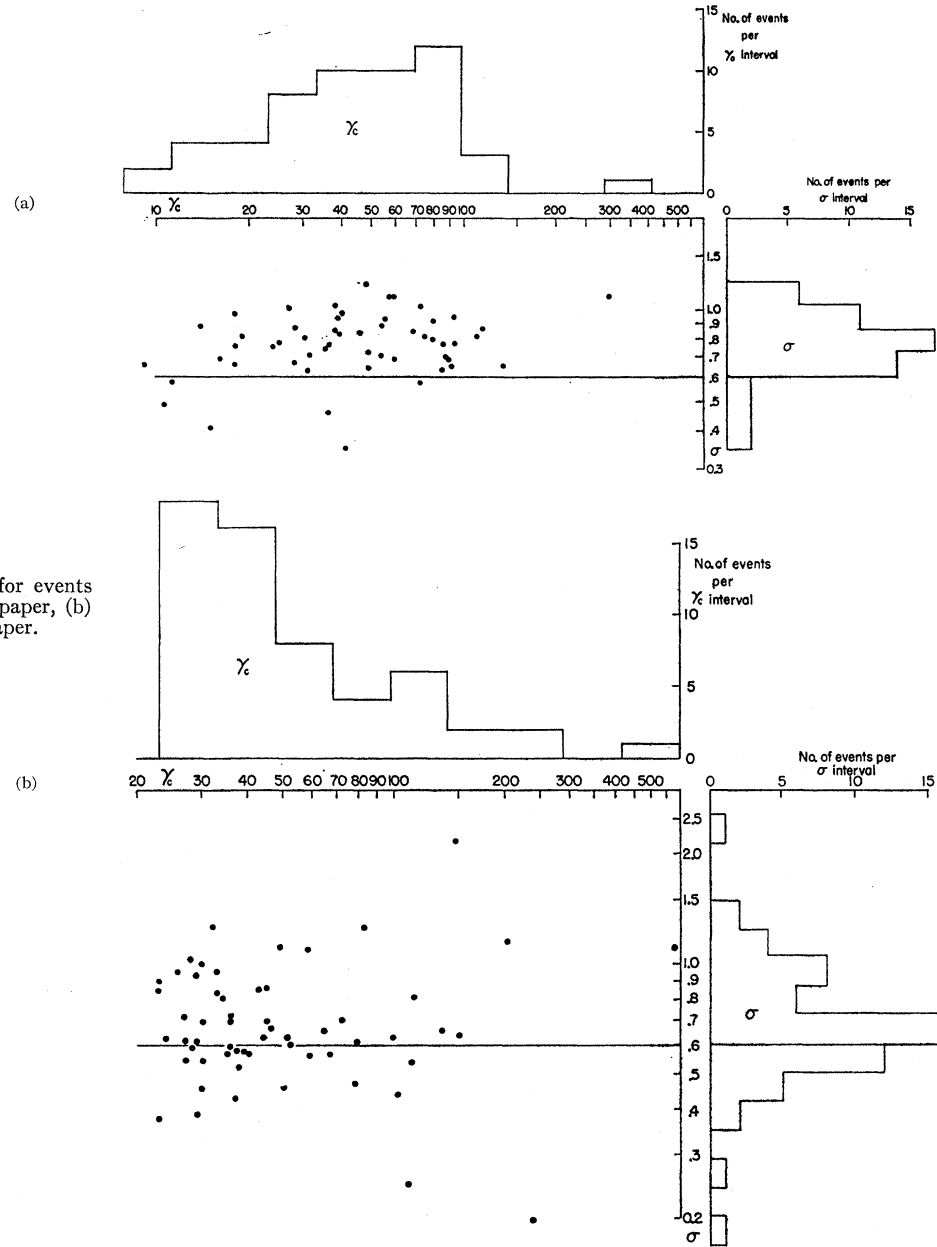 15
No. of events
per
γc interval
10
γc
5
0
No. of events per
σ interval
(a)
10 γc 20 30 40 50 60 70 80 90 100 200 300 400 500
0 5 10 15
1.5
1.0
.9
.8
.7
.6
.5
.4
σ
0.3
σ
for events
paper, (b)
aper.
15
No. of events
per
γc interval
10
γc
5
0
No. of events per
σ interval
(b)
20 γc 30 40 50 60 70 80 90 100 200 300 400 500
0 5 10 15
2.5
2.0
1.5
1.0
.9
.8
.7
.6
.5
.4
.3
0.2
σ
σ